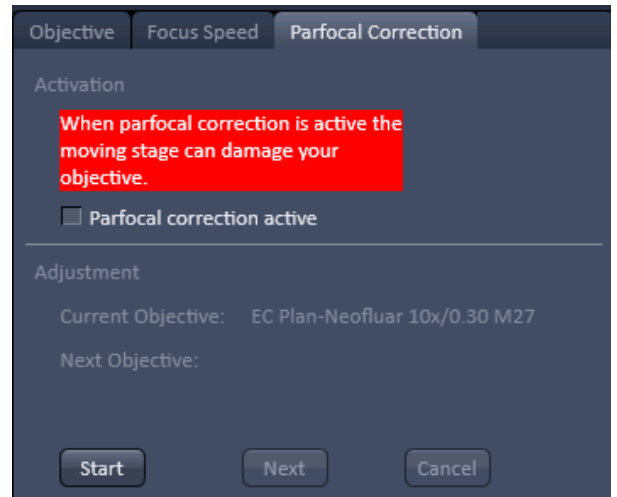 Objective Focus Speed Parfocal Correction
Activation
When parfocal correction is active the
moving stage can damage your
objective.
Parfocal correction active
Adjustment
Current Objective: EC Plan-Neofluar 10x/0.30 M27
Next Objective:
Start Next Cancel